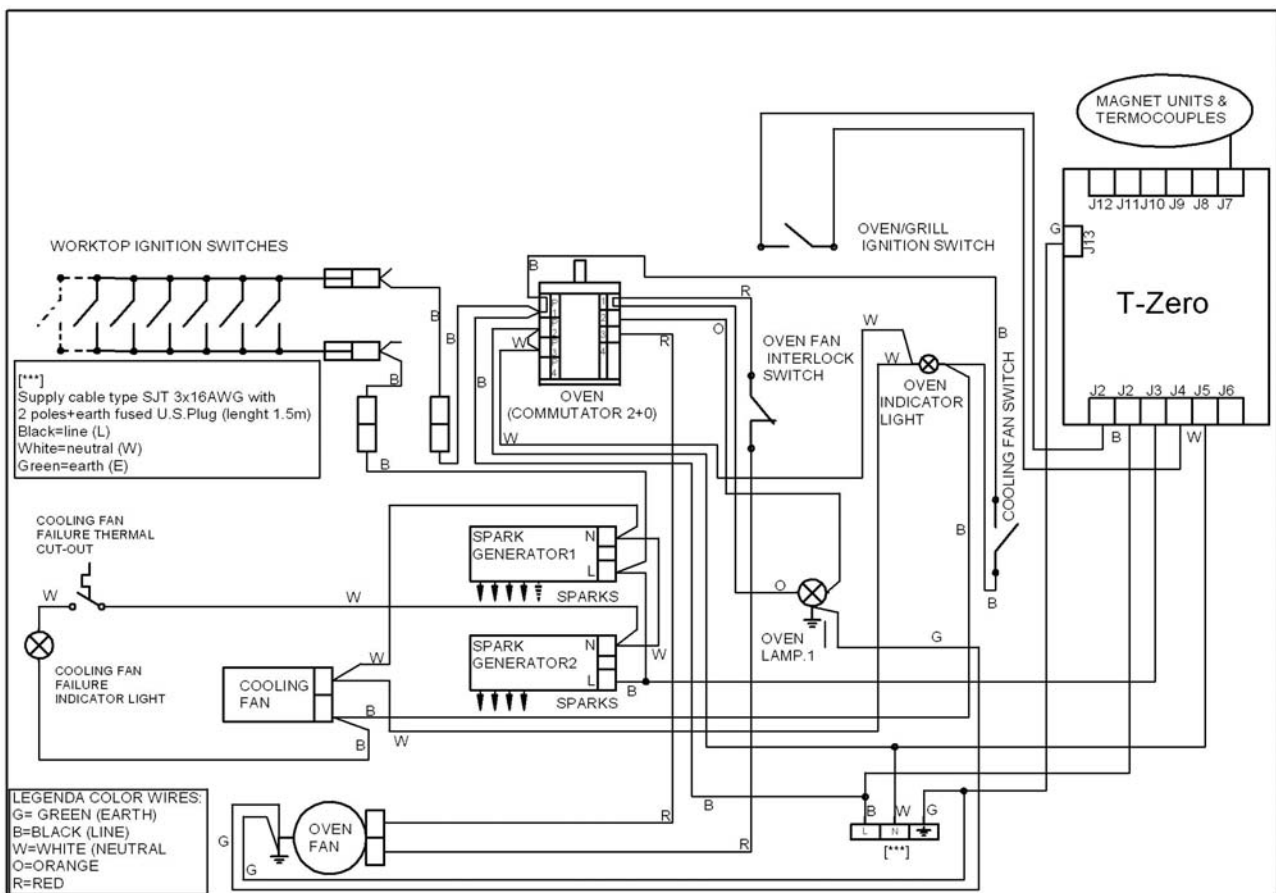 MAGNET UNITS &
TERMOCOUPLES
J12 J11 J10 J9 J8 J7
G
J13
T-Zero
J2 J2 J3 J4 J5 J6
B
W
OVEN/GRILL
IGNITION SWITCH
WORKTOP IGNITION SWITCHES
B
B
B
B
[***]
Supply cable type SJT 3x16AWG with
2 poles+earth fused U.S.Plug (lenght 1.5m)
Black=line (L)
White=neutral (W)
Green=earth (E)
B
W
B
W
1
2
3
4
R
O
R
OVEN
(COMMUTATOR 2+0)
OVEN FAN
INTERLOCK
SWITCH
W
W
OVEN
INDICATOR
LIGHT
B
COOLING FAN SWITCH
B
B
COOLING FAN
FAILURE THERMAL
CUT-OUT
W
W
COOLING FAN
FAILURE
INDICATOR LIGHT
SPARK
GENERATOR1
N
L
SPARKS
SPARK
GENERATOR2
N
L
SPARKS
W
B
O
OVEN
LAMP.1
G
COOLING
FAN
W
B
W
B
LEGENDA COLOR WIRES:
G= GREEN (EARTH)
B=BLACK (LINE)
W=WHITE (NEUTRAL
O=ORANGE
R=RED
G
G
OVEN
FAN
R
R
B
B
W
G
L
N
[***]